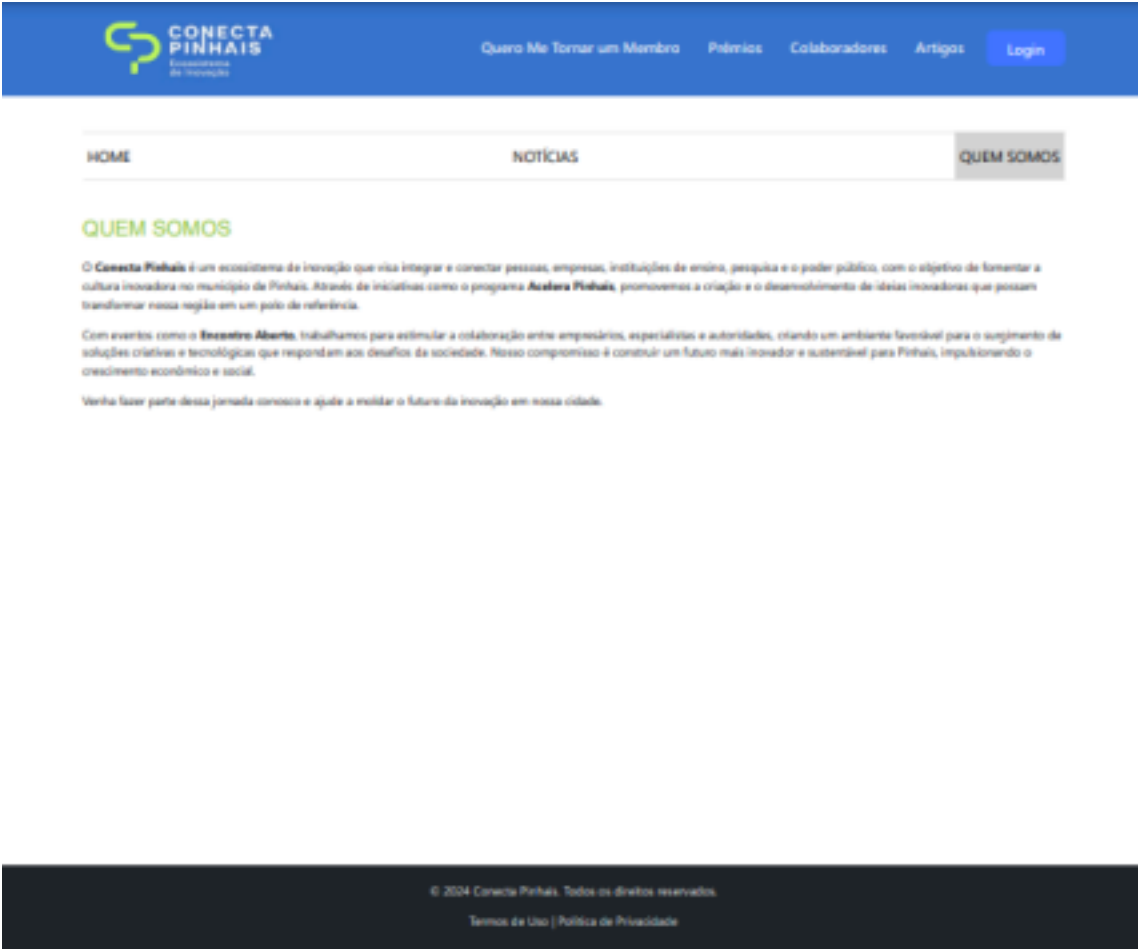 CONECTA
PINHAIS
Ecossistema
de Inovação
Quero Me Tornar um Membro Prêmios Colaboradores Artigos Login
HOME NOTÍCIAS QUEM SOMOS
QUEM SOMOS
O Conecta Pinhais é um ecossistema de inovação que visa integrar e conectar pessoas, empresas, instituições de ensino, pesquisa e o poder público, com o objetivo de fomentar a
cultura inovadora no município de Pinhais. Através de iniciativas como o programa Acelera Pinhais, promovemos a criação e o desenvolvimento de ideias inovadoras que possam
transformar nossa região em um polo de referência.
Com eventos como o Encontro Aberto, trabalhamos para estimular a colaboração entre empresários, especialistas e autoridades, criando um ambiente favorável para o surgimento de
soluções criativas e tecnológicas que respondam aos desafios da sociedade. Nosso compromisso é construir um futuro mais inovador e sustentável para Pinhais, impulsionando o
crescimento econômico e social.
Venha fazer parte dessa jornada conosco e ajude a moldar o futuro da inovação em nossa cidade.
© 2024 Conecta Pinhais. Todos os direitos reservados.
Termos de Uso | Política de Privacidade